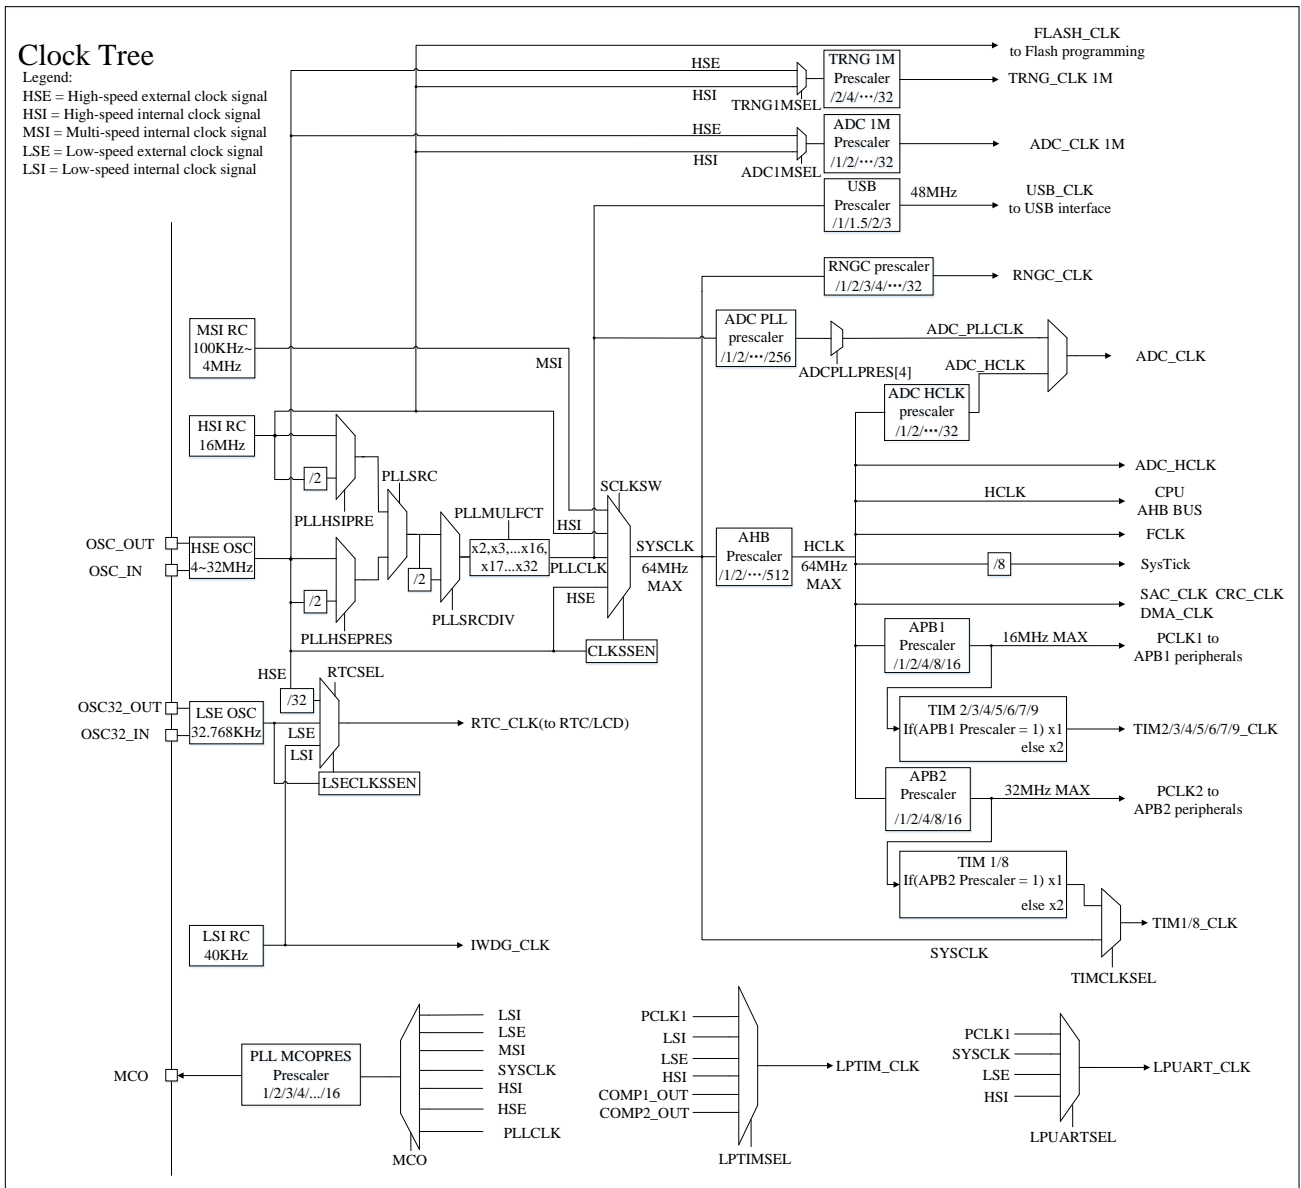 Clock Tree
Legend:
HSE = High-speed external clock signal
HSI = High-speed internal clock signal
MSI = Multi-speed internal clock signal
LSE = Low-speed external clock signal
LSI = Low-speed internal clock signal
FLASH_CLK
to Flash programming
HSE
HSI
TRNG1MSEL
TRNG 1M
Prescaler
/2/4/···/32
TRNG_CLK 1M
HSE
HSI
ADC1MSEL
ADC 1M
Prescaler
/1/2/···/32
ADC_CLK 1M
USB
Prescaler
/1/1.5/2/3
48MHz
USB_CLK
to USB interface
RNGC prescaler
/1/2/3/4/···/32
RNGC_CLK
MSI RC
100KHz~
4MHz
MSI
ADC PLL
prescaler
/1/2/···/256
ADCPLLPRES[4]
ADC_PLLCLK
ADC_HCLK
ADC_CLK
ADC HCLK
prescaler
/1/2/···/32
HSI RC
16MHz
/2
PLLHSIPRE
PLLSRC
PLLMULFCT
SCLKSW
HSI
ADC_HCLK
HCLK
CPU
AHB BUS
FCLK
OSC_OUT
OSC_IN
HSE OSC
4~32MHz
/2
PLLHSEPRES
/2
PLLSRCDIV
x2,x3,...x16,
x17...x32
PLLCLK
HSE
CLKSSEN
SYSCLK
64MHz
MAX
AHB
Prescaler
/1/2/···/512
HCLK
64MHz
MAX
/8
SysTick
SAC_CLK CRC_CLK
DMA_CLK
APB1
Prescaler
/1/2/4/8/16
16MHz MAX
PCLK1 to
APB1 peripherals
HSE
/32
RTCSEL
OSC32_OUT
OSC32_IN
LSE OSC
32.768KHz
LSE
LSI
RTC_CLK(to RTC/LCD)
LSECLKSSEN
TIM 2/3/4/5/6/7/9
If(APB1 Prescaler = 1) x1
else x2
TIM2/3/4/5/6/7/9_CLK
APB2
Prescaler
/1/2/4/8/16
32MHz MAX
PCLK2 to
APB2 peripherals
TIM 1/8
If(APB2 Prescaler = 1) x1
else x2
TIM1/8_CLK
SYSCLK
TIMCLKSEL
LSI RC
40KHz
IWDG_CLK
MCO
PLL MCOPRES
Prescaler
1/2/3/4/.../16
LSI
LSE
MSI
SYSCLK
HSI
HSE
PLLCLK
MCO
PCLK1
LSI
LSE
HSI
COMP1_OUT
COMP2_OUT
LPTIM_CLK
LPTIMSEL
PCLK1
SYSCLK
LSE
HSI
LPUART_CLK
LPUARTSEL